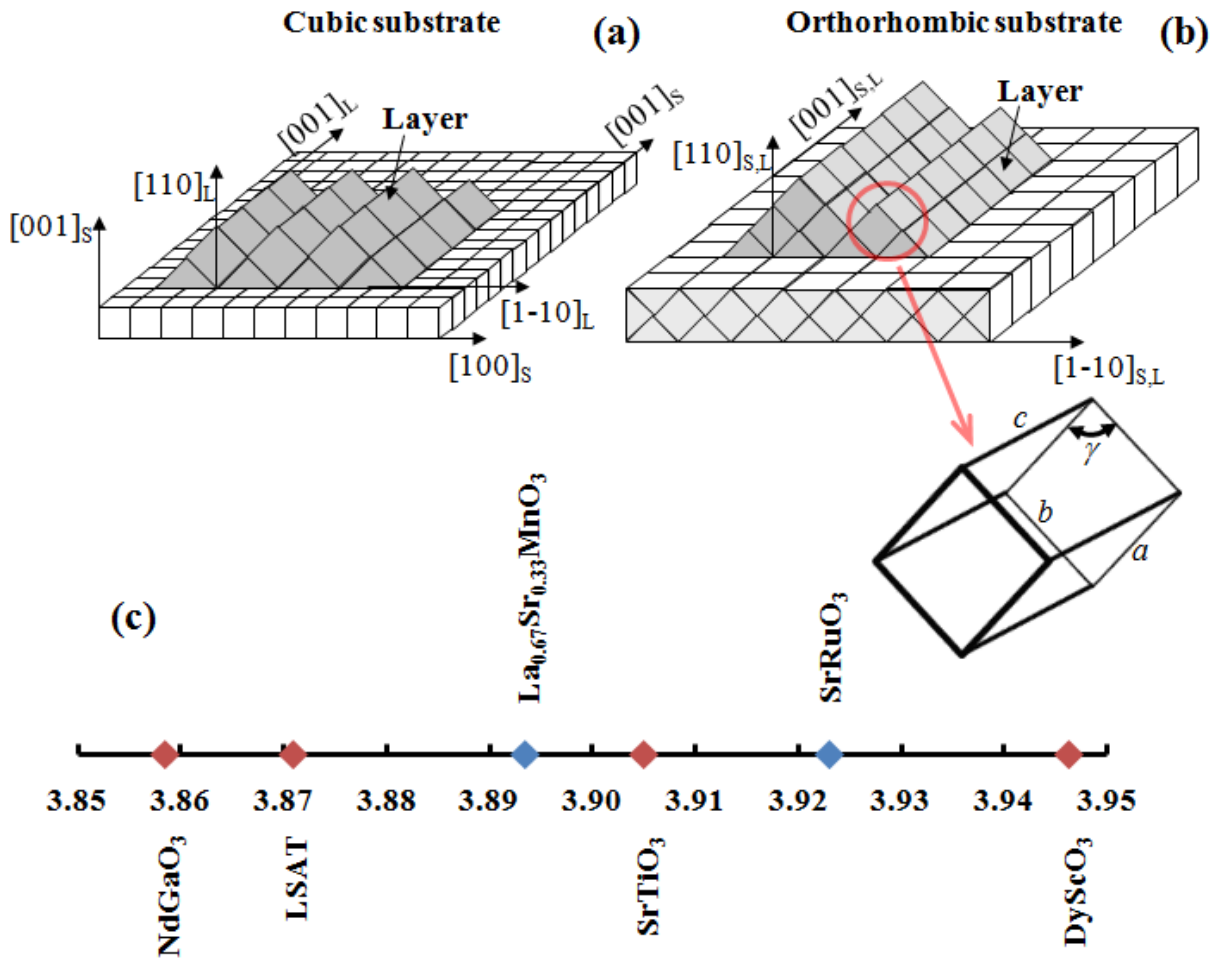 Cubic substrate
(a)
Orthorhombic substrate
(b)
[001]L
Layer
[001]S
[110]L
[001]S
[1-10]L
[100]S
[001]S,L
Layer
[110]S,L
[1-10]S,L
c
γ
b
a
(c)
La0.67Sr0.33MnO3
SrRuO3
3.85 3.86 3.87 3.88 3.89 3.90 3.91 3.92 3.93 3.94 3.95
NdGaO3
LSAT
SrTiO3
DyScO3